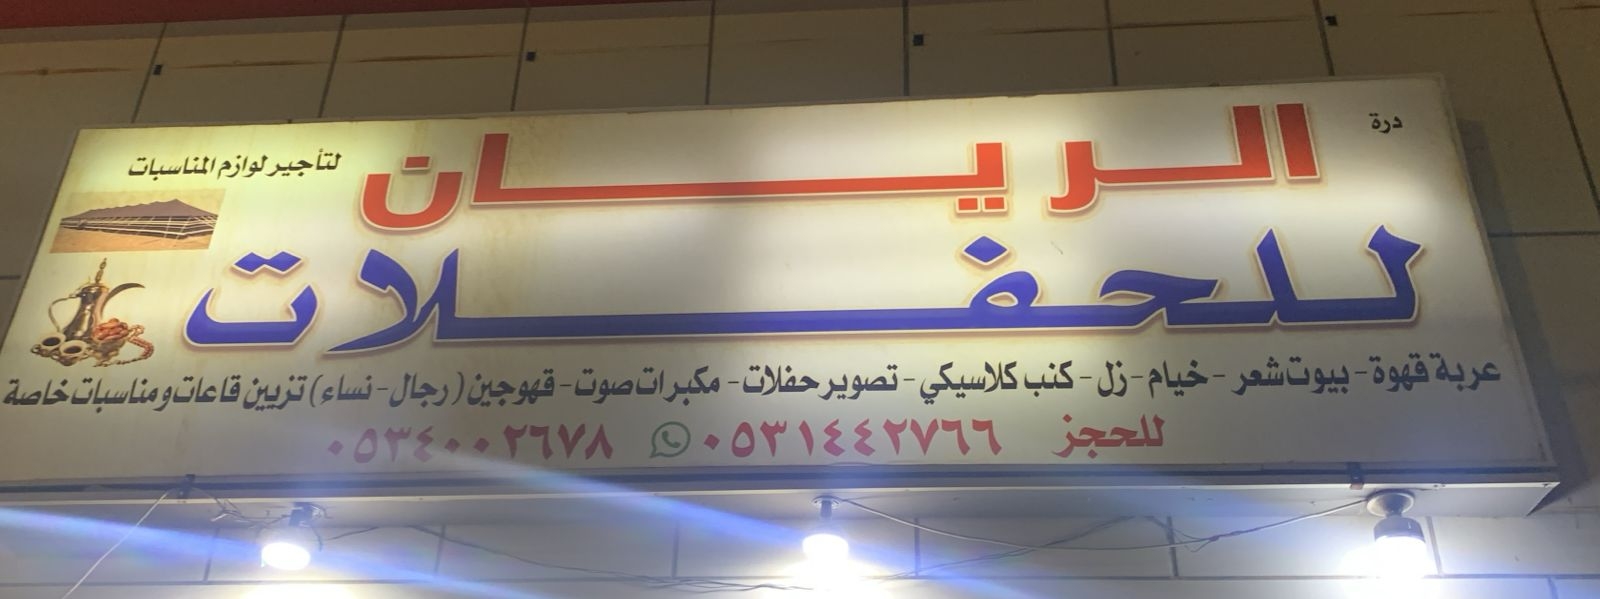 درة
الريان
لتأجير لوازم المناسبات
للحفلات
عربة قهوة - بيوت شعر - خيام - زل - كنب كلاسيكي - تصوير حفلات - مكبرات صوت - قهوجين ( رجال - نساء ) تزيين قاعات ومناسبات خاصة
للحجز ٠٥٣١٤٤٢٧٦٦ ٠٥٣٤٠٠٢٦٧٨